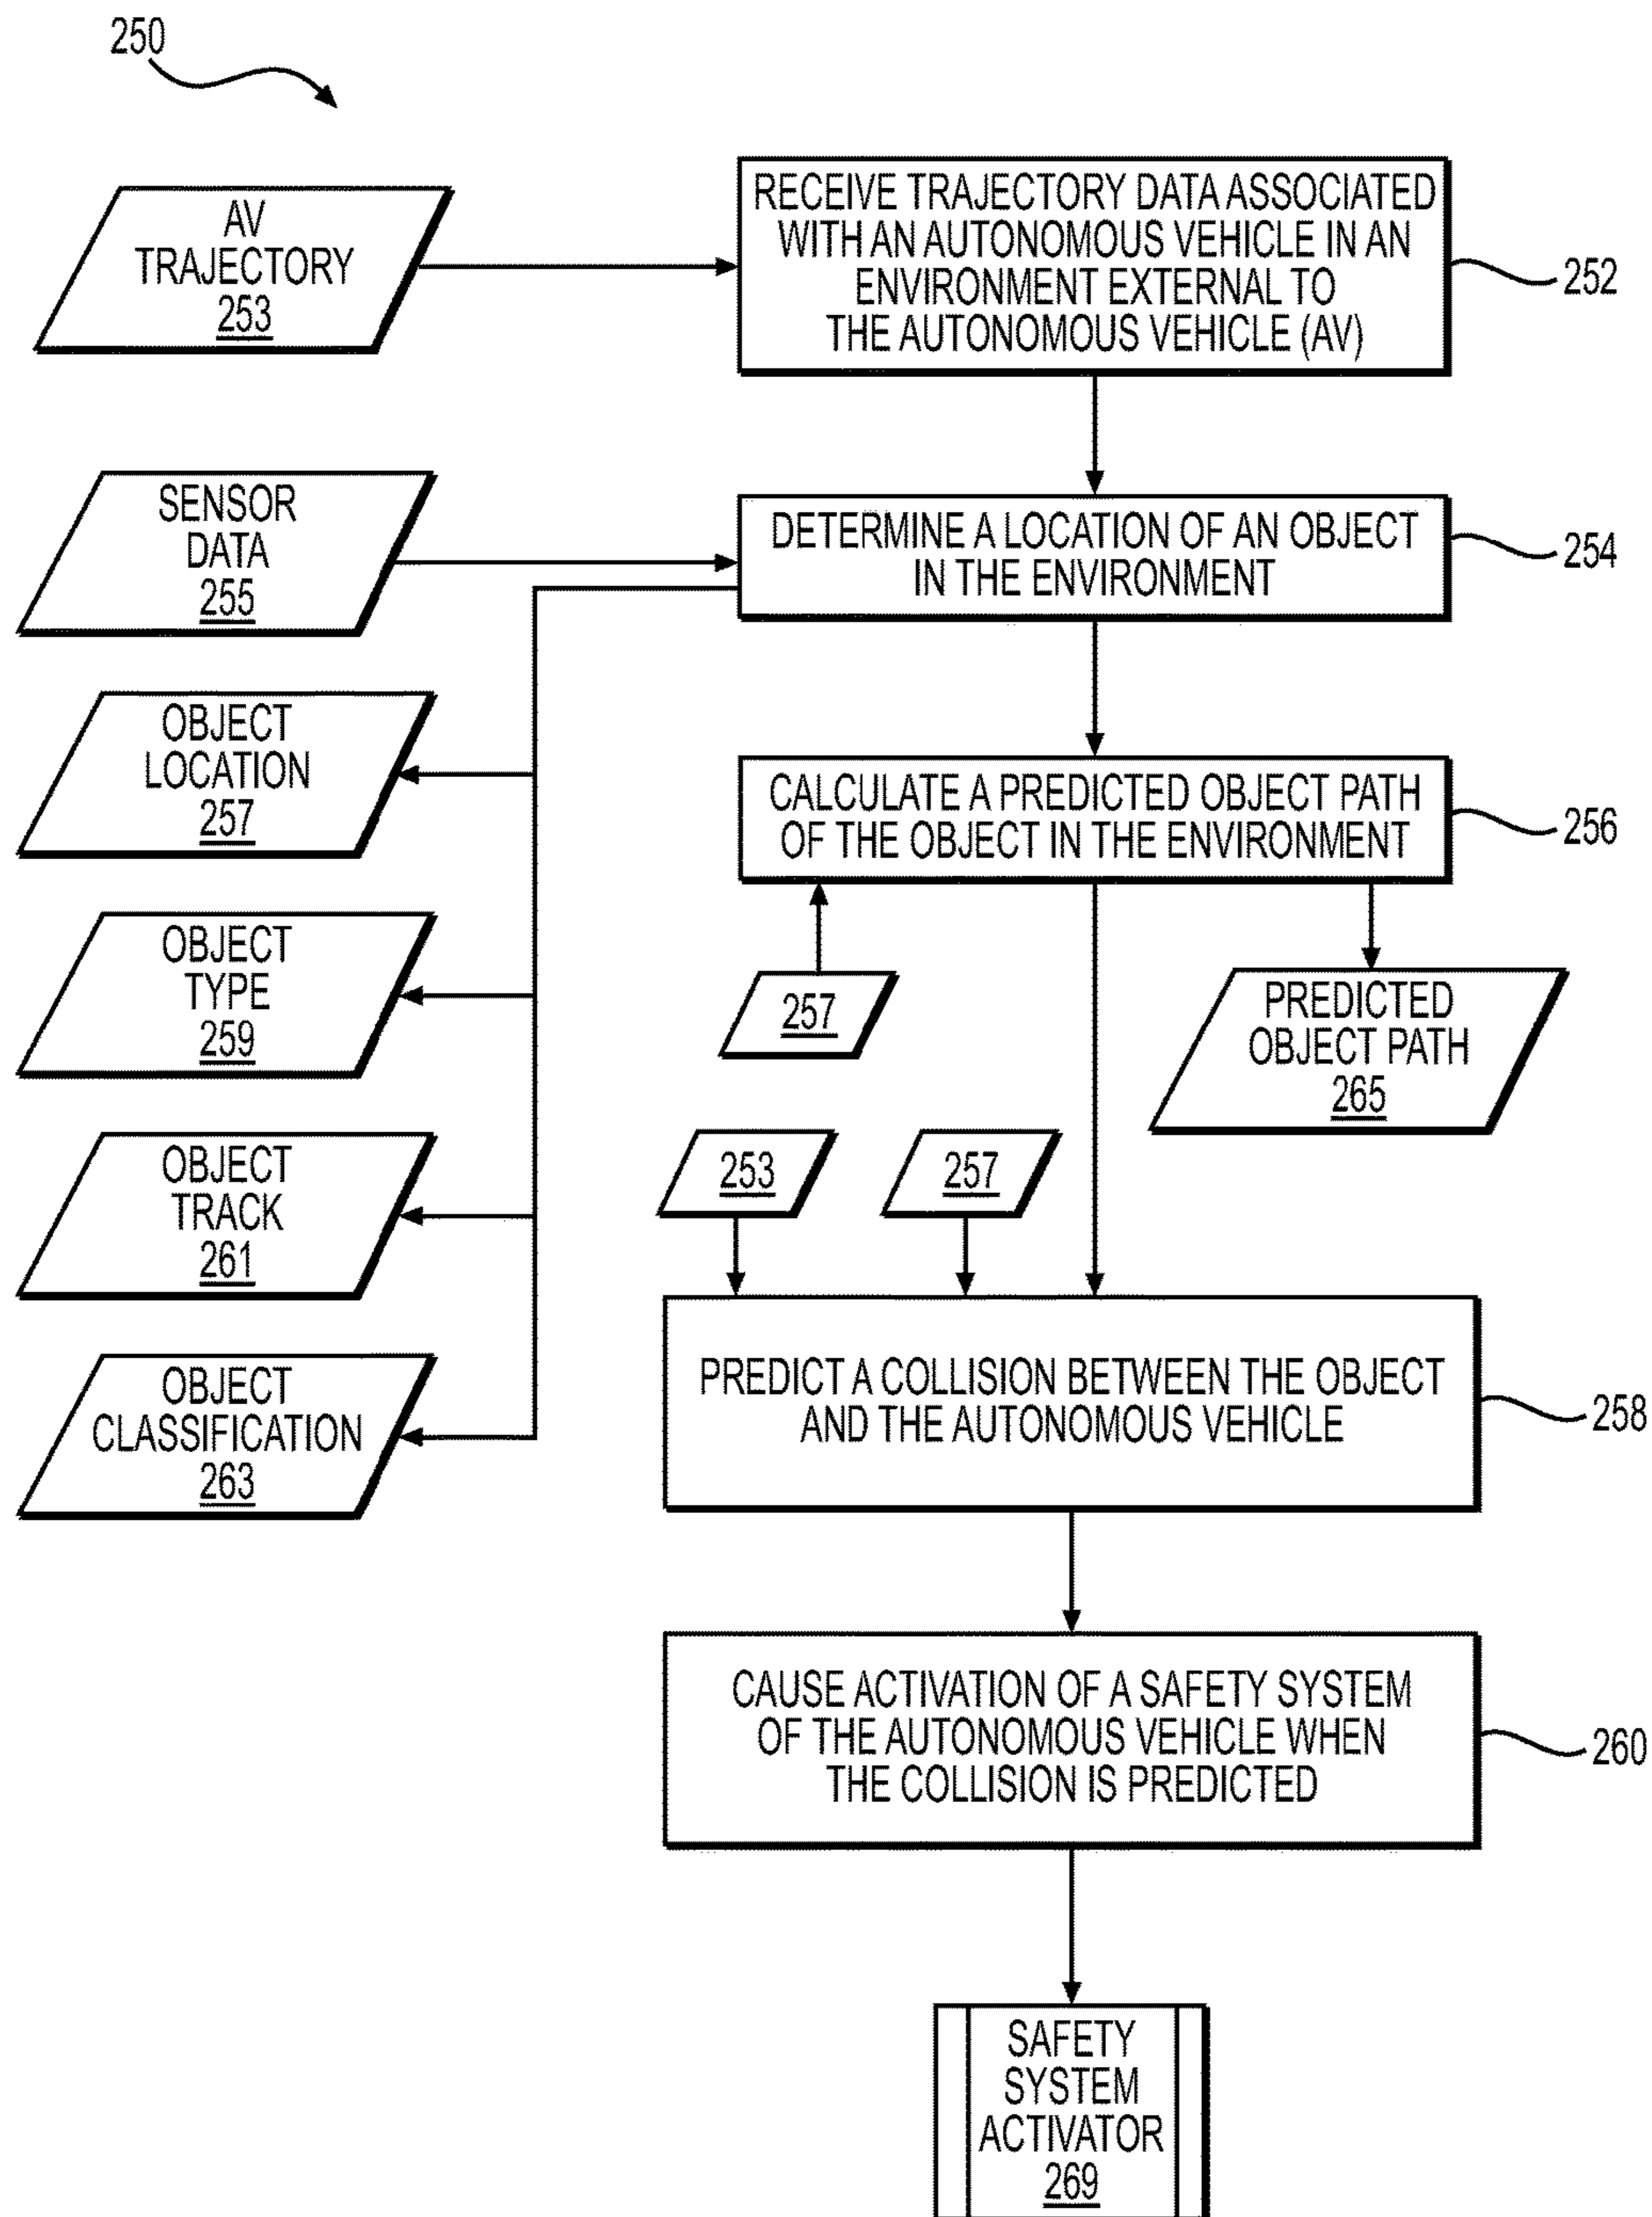 250
AV
TRAJECTORY
253
RECEIVE TRAJECTORY DATA ASSOCIATED
WITH AN AUTONOMOUS VEHICLE IN AN
ENVIRONMENT EXTERNAL TO
THE AUTONOMOUS VEHICLE (AV)
252
SENSOR
DATA
255
DETERMINE A LOCATION OF AN OBJECT
IN THE ENVIRONMENT
254
OBJECT
LOCATION
257
CALCULATE A PREDICTED OBJECT PATH
OF THE OBJECT IN THE ENVIRONMENT
256
OBJECT
TYPE
259
257
PREDICTED
OBJECT PATH
265
OBJECT
TRACK
261
253
257
OBJECT
CLASSIFICATION
263
PREDICT A COLLISION BETWEEN THE OBJECT
AND THE AUTONOMOUS VEHICLE
258
CAUSE ACTIVATION OF A SAFETY SYSTEM
OF THE AUTONOMOUS VEHICLE WHEN
THE COLLISION IS PREDICTED
260
SAFETY
SYSTEM
ACTIVATOR
269